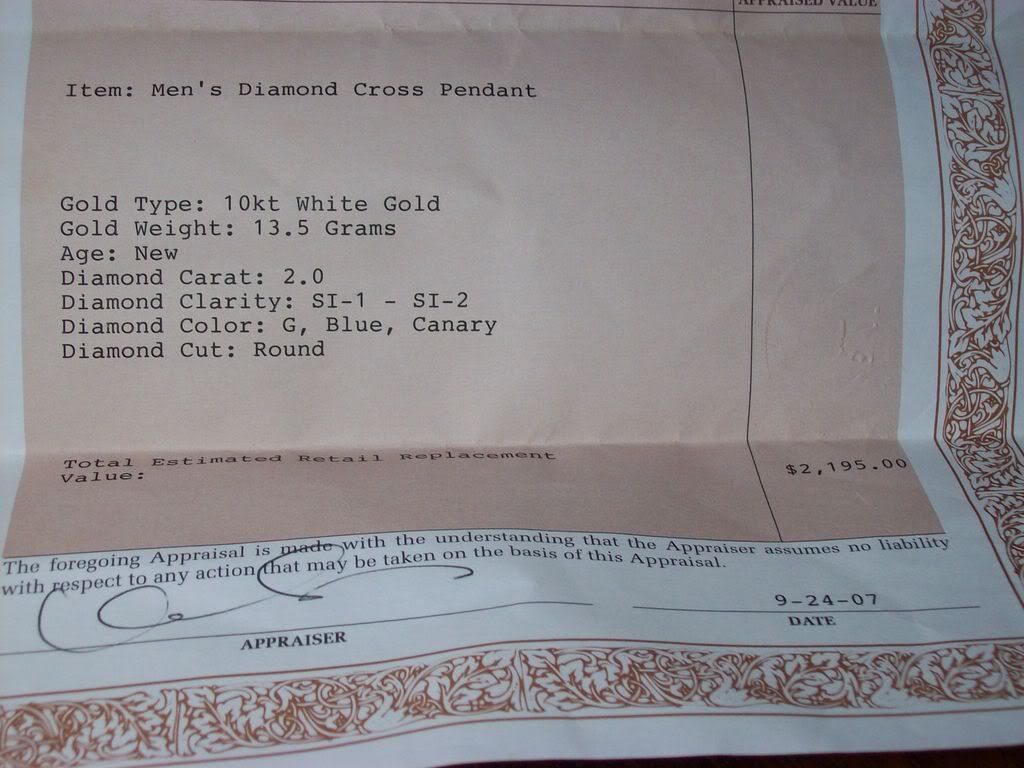 APPRAISED VALUE
Item: Men's Diamond Cross Pendant
Gold Type: 10kt White Gold
Gold Weight: 13.5 Grams
Age: New
Diamond Carat: 2.0
Diamond Clarity: SI-1 - SI-2
Diamond Color: G, Blue, Canary
Diamond Cut: Round
Total Estimated Retail Replacement
Value:
$2,195.00
The foregoing Appraisal is made with the understanding that the Appraiser assumes no liability
with respect to any action that may be taken on the basis of this Appraisal.
9-24-07
APPRAISER
DATE